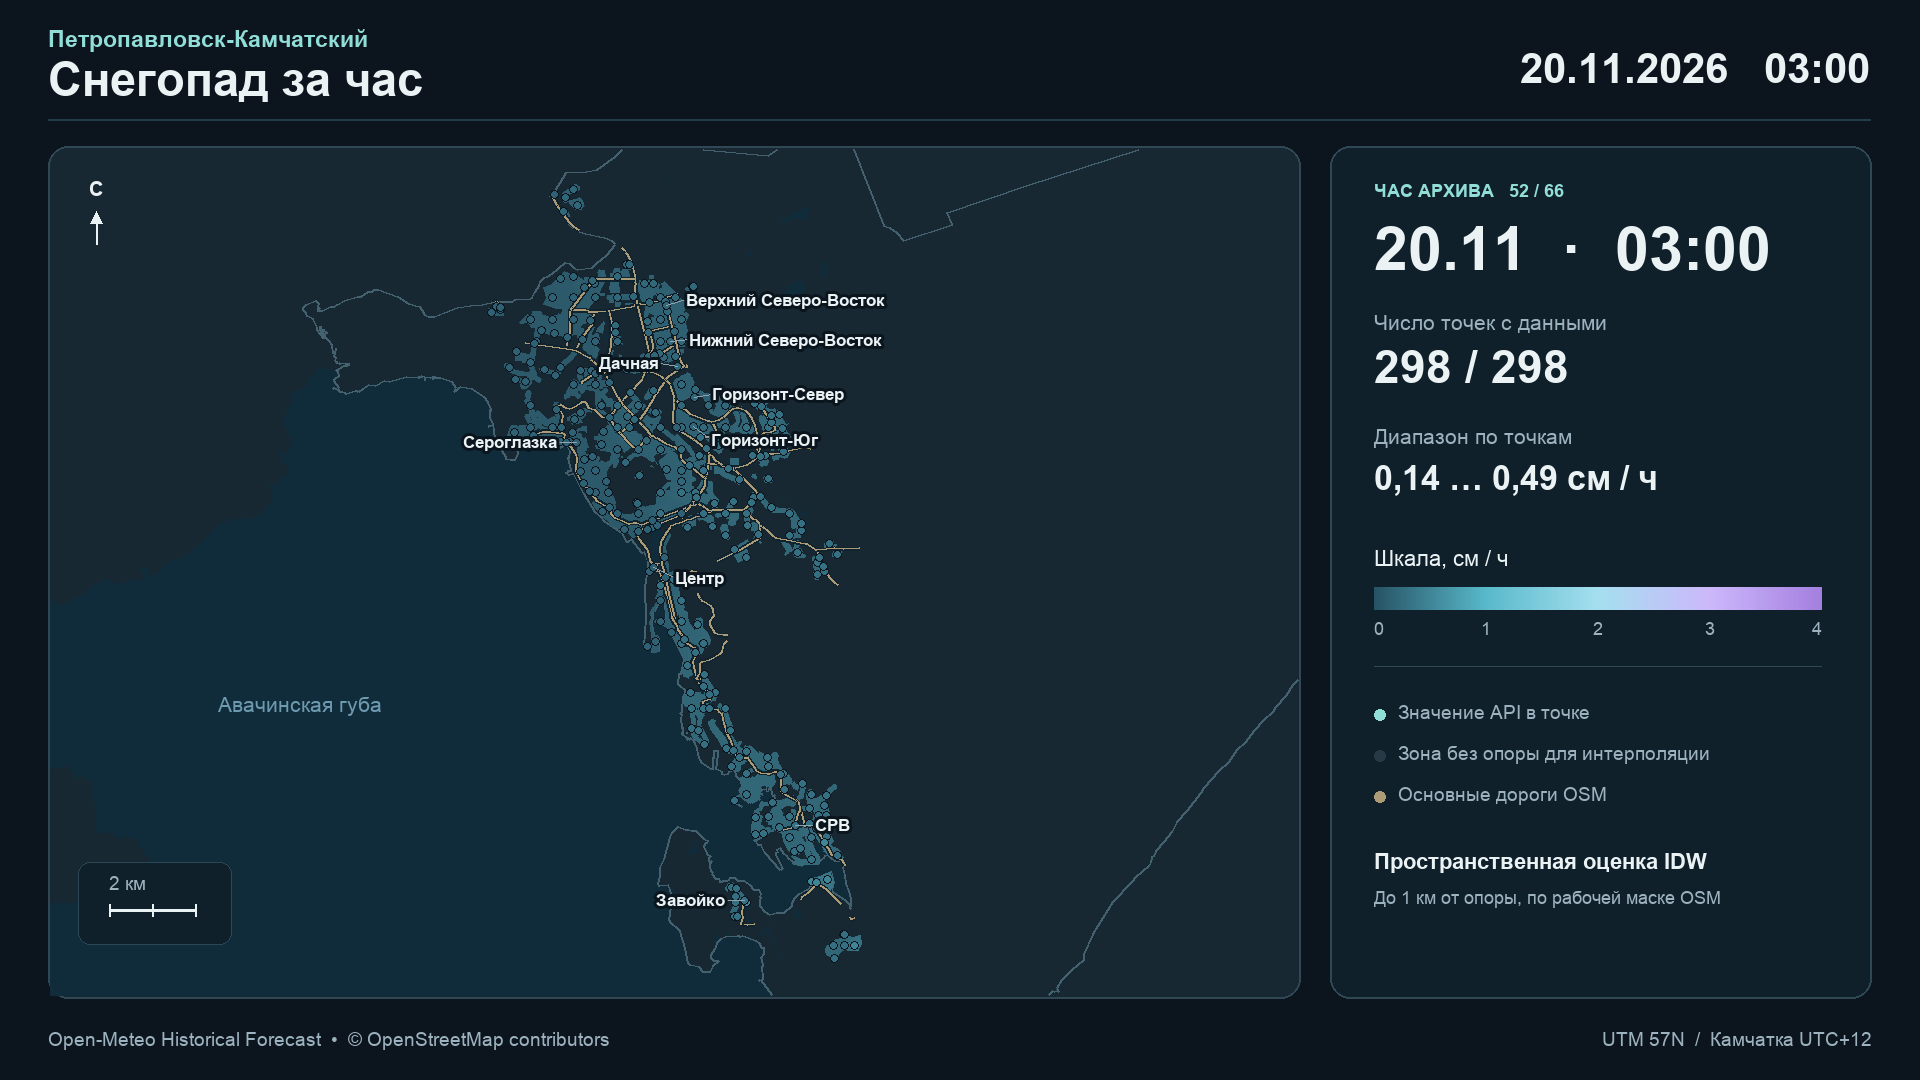 Петропавловск-Камчатский
Снегопад за час
20.11.2026 03:00
С
Верхний Северо-Восток
Нижний Северо-Восток
Дачная
Горизонт-Север
Сероглазка
Горизонт-Юг
Центр
Авачинская губа
СРВ
Завойко
2 км
ЧАС АРХИВА 52 / 66
20.11 · 03:00
Число точек с данными
298 / 298
Диапазон по точкам
0,14 … 0,49 см / ч
Шкала, см / ч
0 1 2 3 4
Значение API в точке
Зона без опоры для интерполяции
Основные дороги OSM
Пространственная оценка IDW
До 1 км от опоры, по рабочей маске OSM
Open-Meteo Historical Forecast • © OpenStreetMap contributors
UTM 57N / Камчатка UTC+12